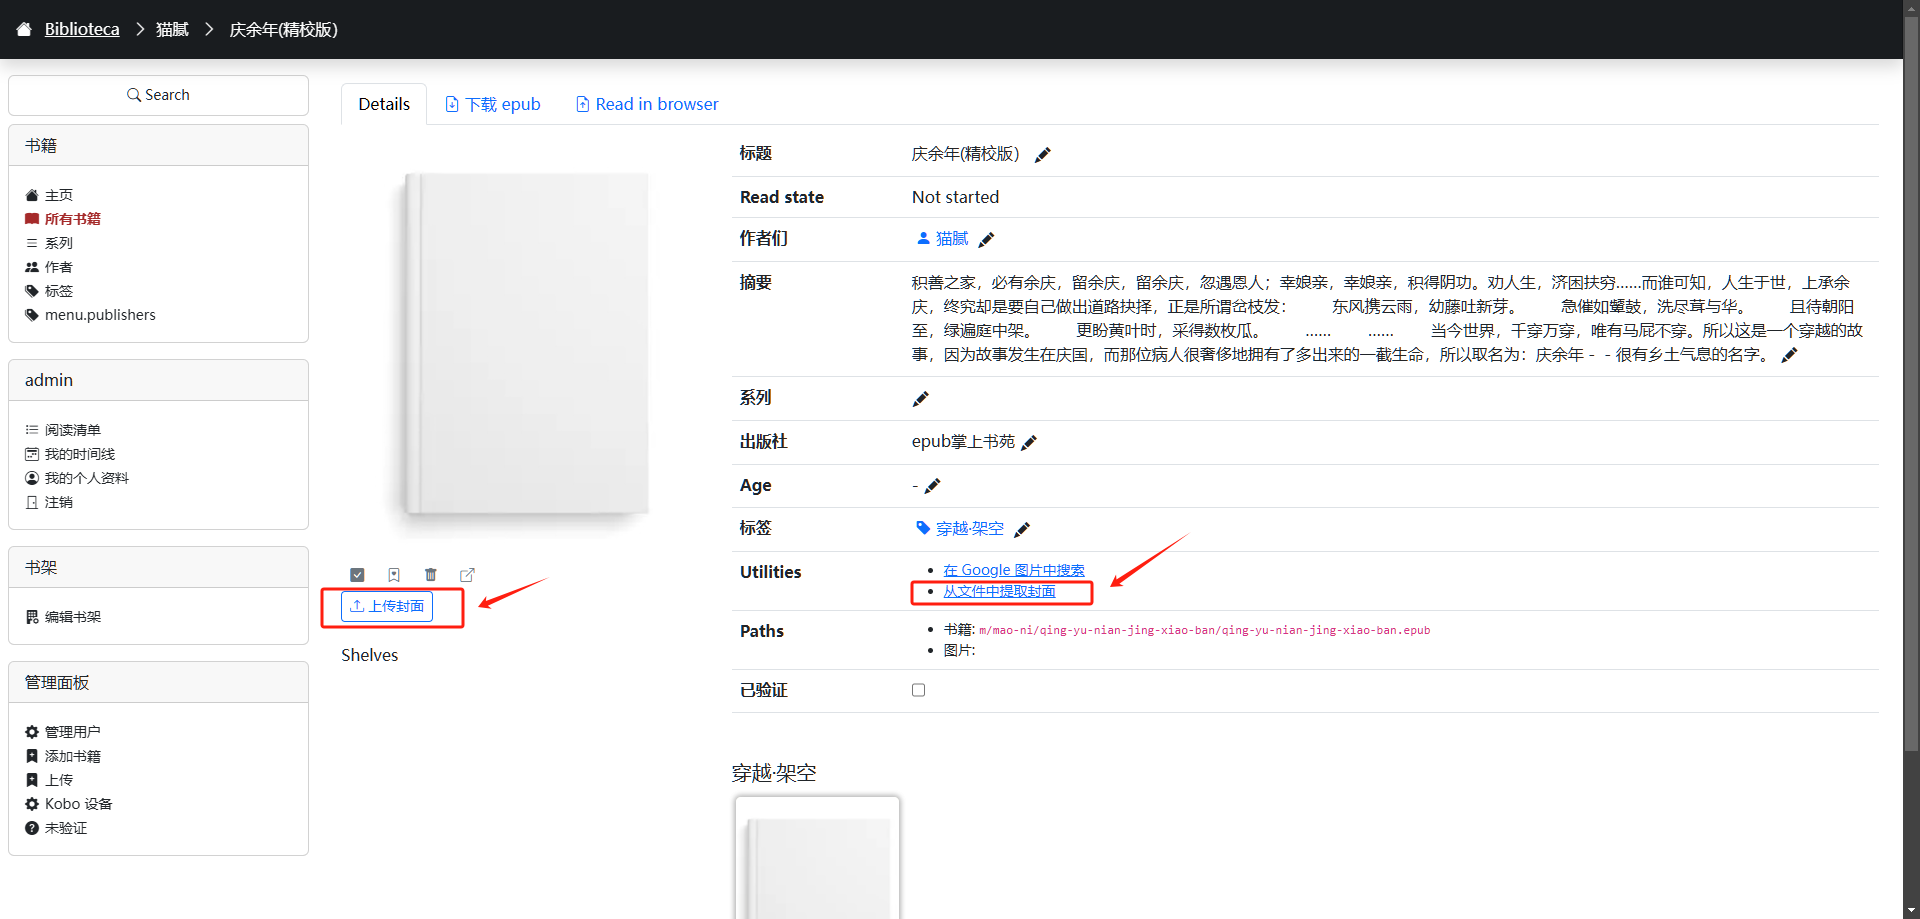 Biblioteca > 猫腻 > 庆余年(精校版)
Search
书籍
主页
所有书籍
系列
作者
标签
menu.publishers
admin
阅读清单
我的时间线
我的个人资料
注销
书架
编辑书架
管理面板
管理用户
添加书籍
上传
Kobo 设备
未验证
Details
下载 epub
Read in browser
上传封面
Shelves
标题 庆余年(精校版)
Read state Not started
作者们 猫腻
摘要 积善之家，必有余庆，留余庆，留余庆，忽遇恩人；幸娘亲，幸娘亲，积得阴功。劝人生，济困扶穷……而谁可知，人生于世，上承余
庆，终究却是要自己做出道路抉择，正是所谓岔枝发： 东风携云雨，幼藤吐新芽。 急催如颦鼓，洗尽茸与华。 且待朝阳
至，绿遍庭中架。 更盼黄叶时，采得数枚瓜。 …… …… 当今世界，千穿万穿，唯有马屁不穿。所以这是一个穿越的故
事，因为故事发生在庆国，而那位病人很奢侈地拥有了多出来的一截生命，所以取名为：庆余年 - - 很有乡土气息的名字。
系列
出版社 epub掌上书苑
Age -
标签 穿越·架空
Utilities
在 Google 图片中搜索
从文件中提取封面
Paths
书籍: m/mao-ni/qing-yu-nian-jing-xiao-ban/qing-yu-nian-jing-xiao-ban.epub
图片:
已验证
穿越·架空